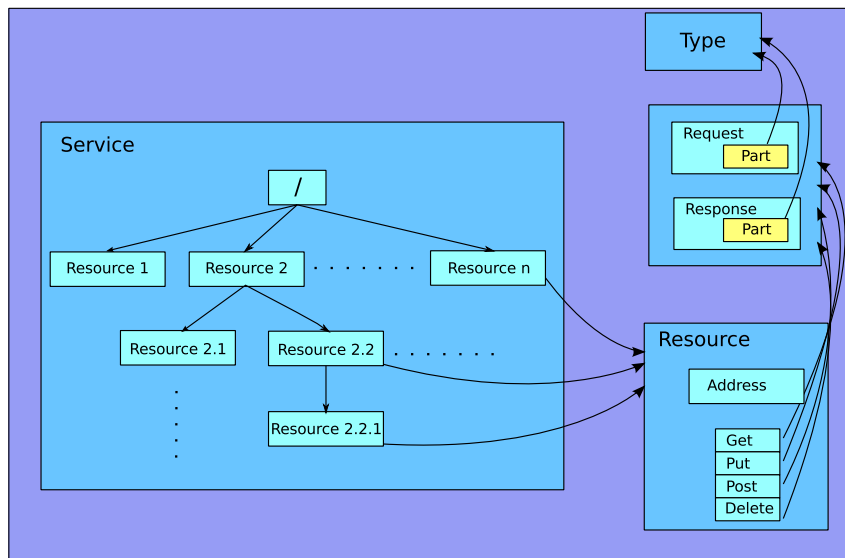 Type
Request
Part
Response
Part
Service
/
Resource 1
Resource 2
. . . . . . .
Resource n
Resource 2.1
Resource 2.2
. . . . . . .
Resource 2.2.1
Resource
Address
Get
Put
Post
Delete